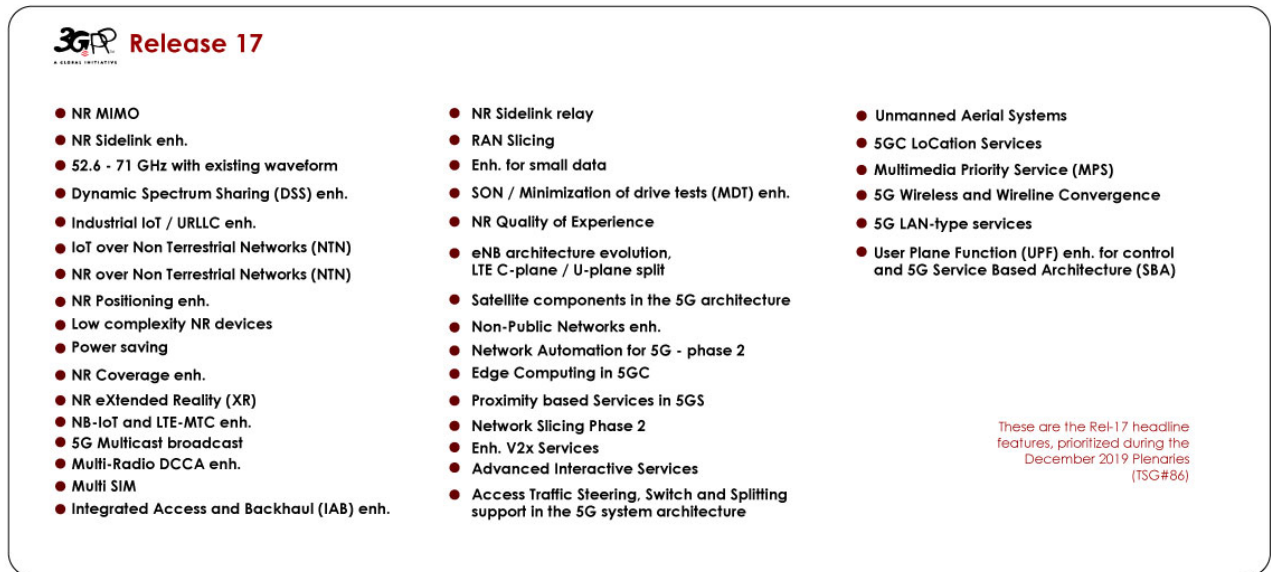 3GPP
A GLOBAL INITIATIVE
Release 17
NR MIMO
NR Sidelink enh.
52.6 - 71 GHz with existing waveform
Dynamic Spectrum Sharing (DSS) enh.
Industrial IoT / URLLC enh.
IoT over Non Terrestrial Networks (NTN)
NR over Non Terrestrial Networks (NTN)
NR Positioning enh.
Low complexity NR devices
Power saving
NR Coverage enh.
NR eXtended Reality (XR)
NB-IoT and LTE-MTC enh.
5G Multicast broadcast
Multi-Radio DCCA enh.
Multi SIM
Integrated Access and Backhaul (IAB) enh.
NR Sidelink relay
RAN Slicing
Enh. for small data
SON / Minimization of drive tests (MDT) enh.
NR Quality of Experience
eNB architecture evolution,
LTE C-plane / U-plane split
Satellite components in the 5G architecture
Non-Public Networks enh.
Network Automation for 5G - phase 2
Edge Computing in 5GC
Proximity based Services in 5GS
Network Slicing Phase 2
Enh. V2x Services
Advanced Interactive Services
Access Traffic Steering, Switch and Splitting
support in the 5G system architecture
Unmanned Aerial Systems
5GC LoCation Services
Multimedia Priority Service (MPS)
5G Wireless and Wireline Convergence
5G LAN-type services
User Plane Function (UPF) enh. for control
and 5G Service Based Architecture (SBA)
These are the Rel-17 headline
features, prioritized during the
December 2019 Plenaries
(TSG#86)